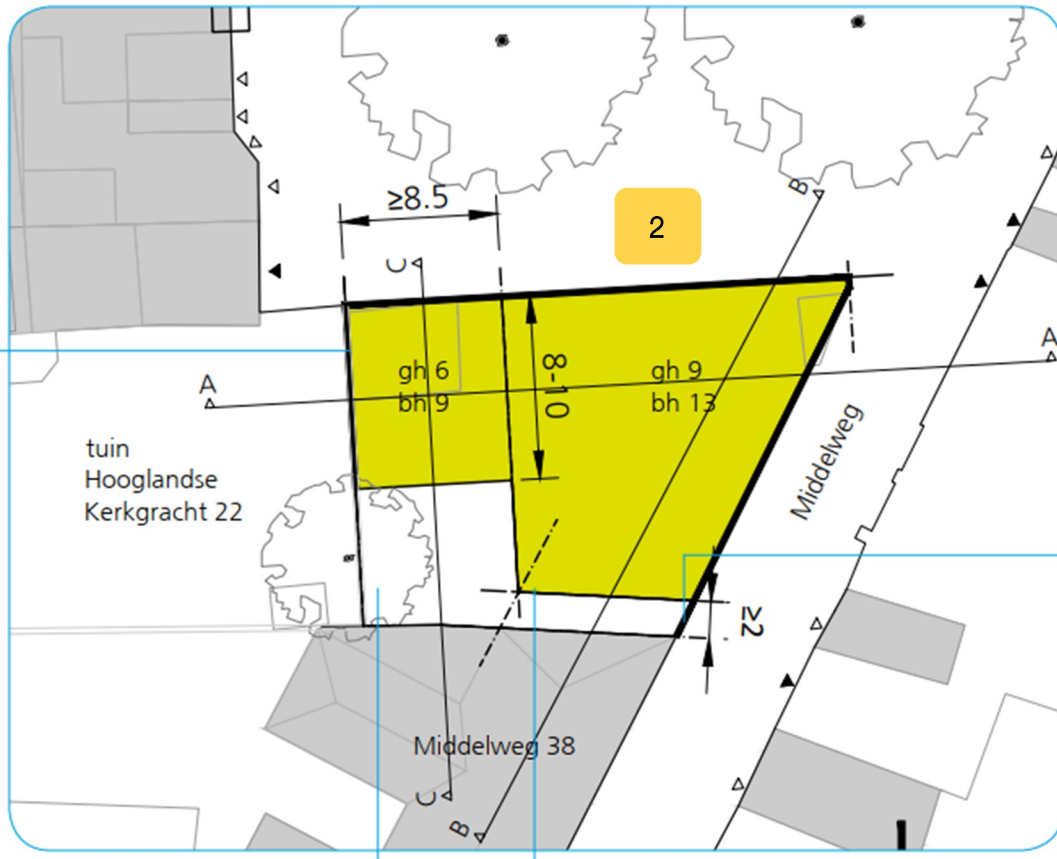 B
≥8.5
2
C
A
gh 6
bh 9
8-10
gh 9
bh 13
A
tuin
Hooglandse
Kerkgracht 22
Middelweg
≥2
Middelweg 38
C
B